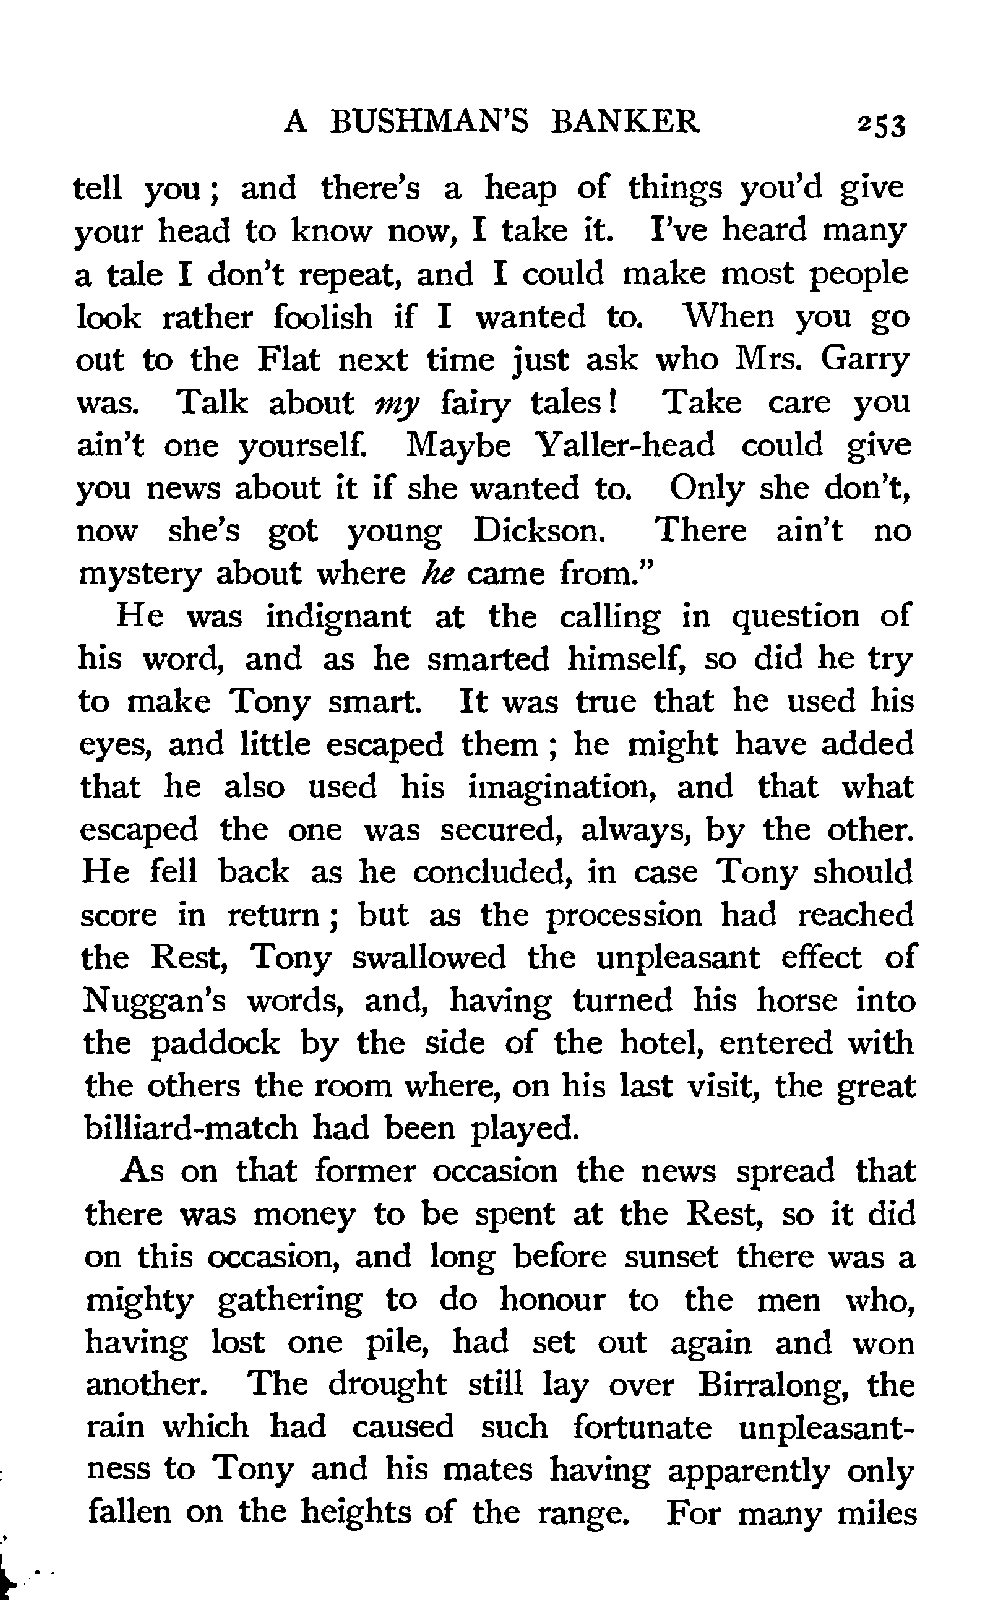 A BUSHMAN'S BANKER 253
tell you ; and there's a heap of things you'd give
your head to know now, I take it. I've heard many
a tale I don't repeat, and I could make most people
look rather foolish if I wanted to. When you go
out to the Flat next time just ask who Mrs. Garry
was. Talk about my fairy tales! Take care you
ain't one yourself. Maybe Yaller-head could give
you news about it if she wanted to. Only she don't,
now she's got young Dickson. There ain't no
mystery about where he came from."
He was indignant at the calling in question of
his word, and as he smarted himself, so did he try
to make Tony smart. It was true that he used his
eyes, and little escaped them ; he might have added
that he also used his imagination, and that what
escaped the one was secured, always, by the other.
He fell back as he concluded, in case Tony should
score in return ; but as the procession had reached
the Rest, Tony swallowed the unpleasant effect of
Nuggan's words, and, having turned his horse into
the paddock by the side of the hotel, entered with
the others the room where, on his last visit, the great
billiard-match had been played.
As on that former occasion the news spread that
there was money to be spent at the Rest, so it did
on this occasion, and long before sunset there was a
mighty gathering to do honour to the men who,
having lost one pile, had set out again and won
another. The drought still lay over Birralong, the
rain which had caused such fortunate unpleasant-
ness to Tony and his mates having apparently only
fallen on the heights of the range. For many miles